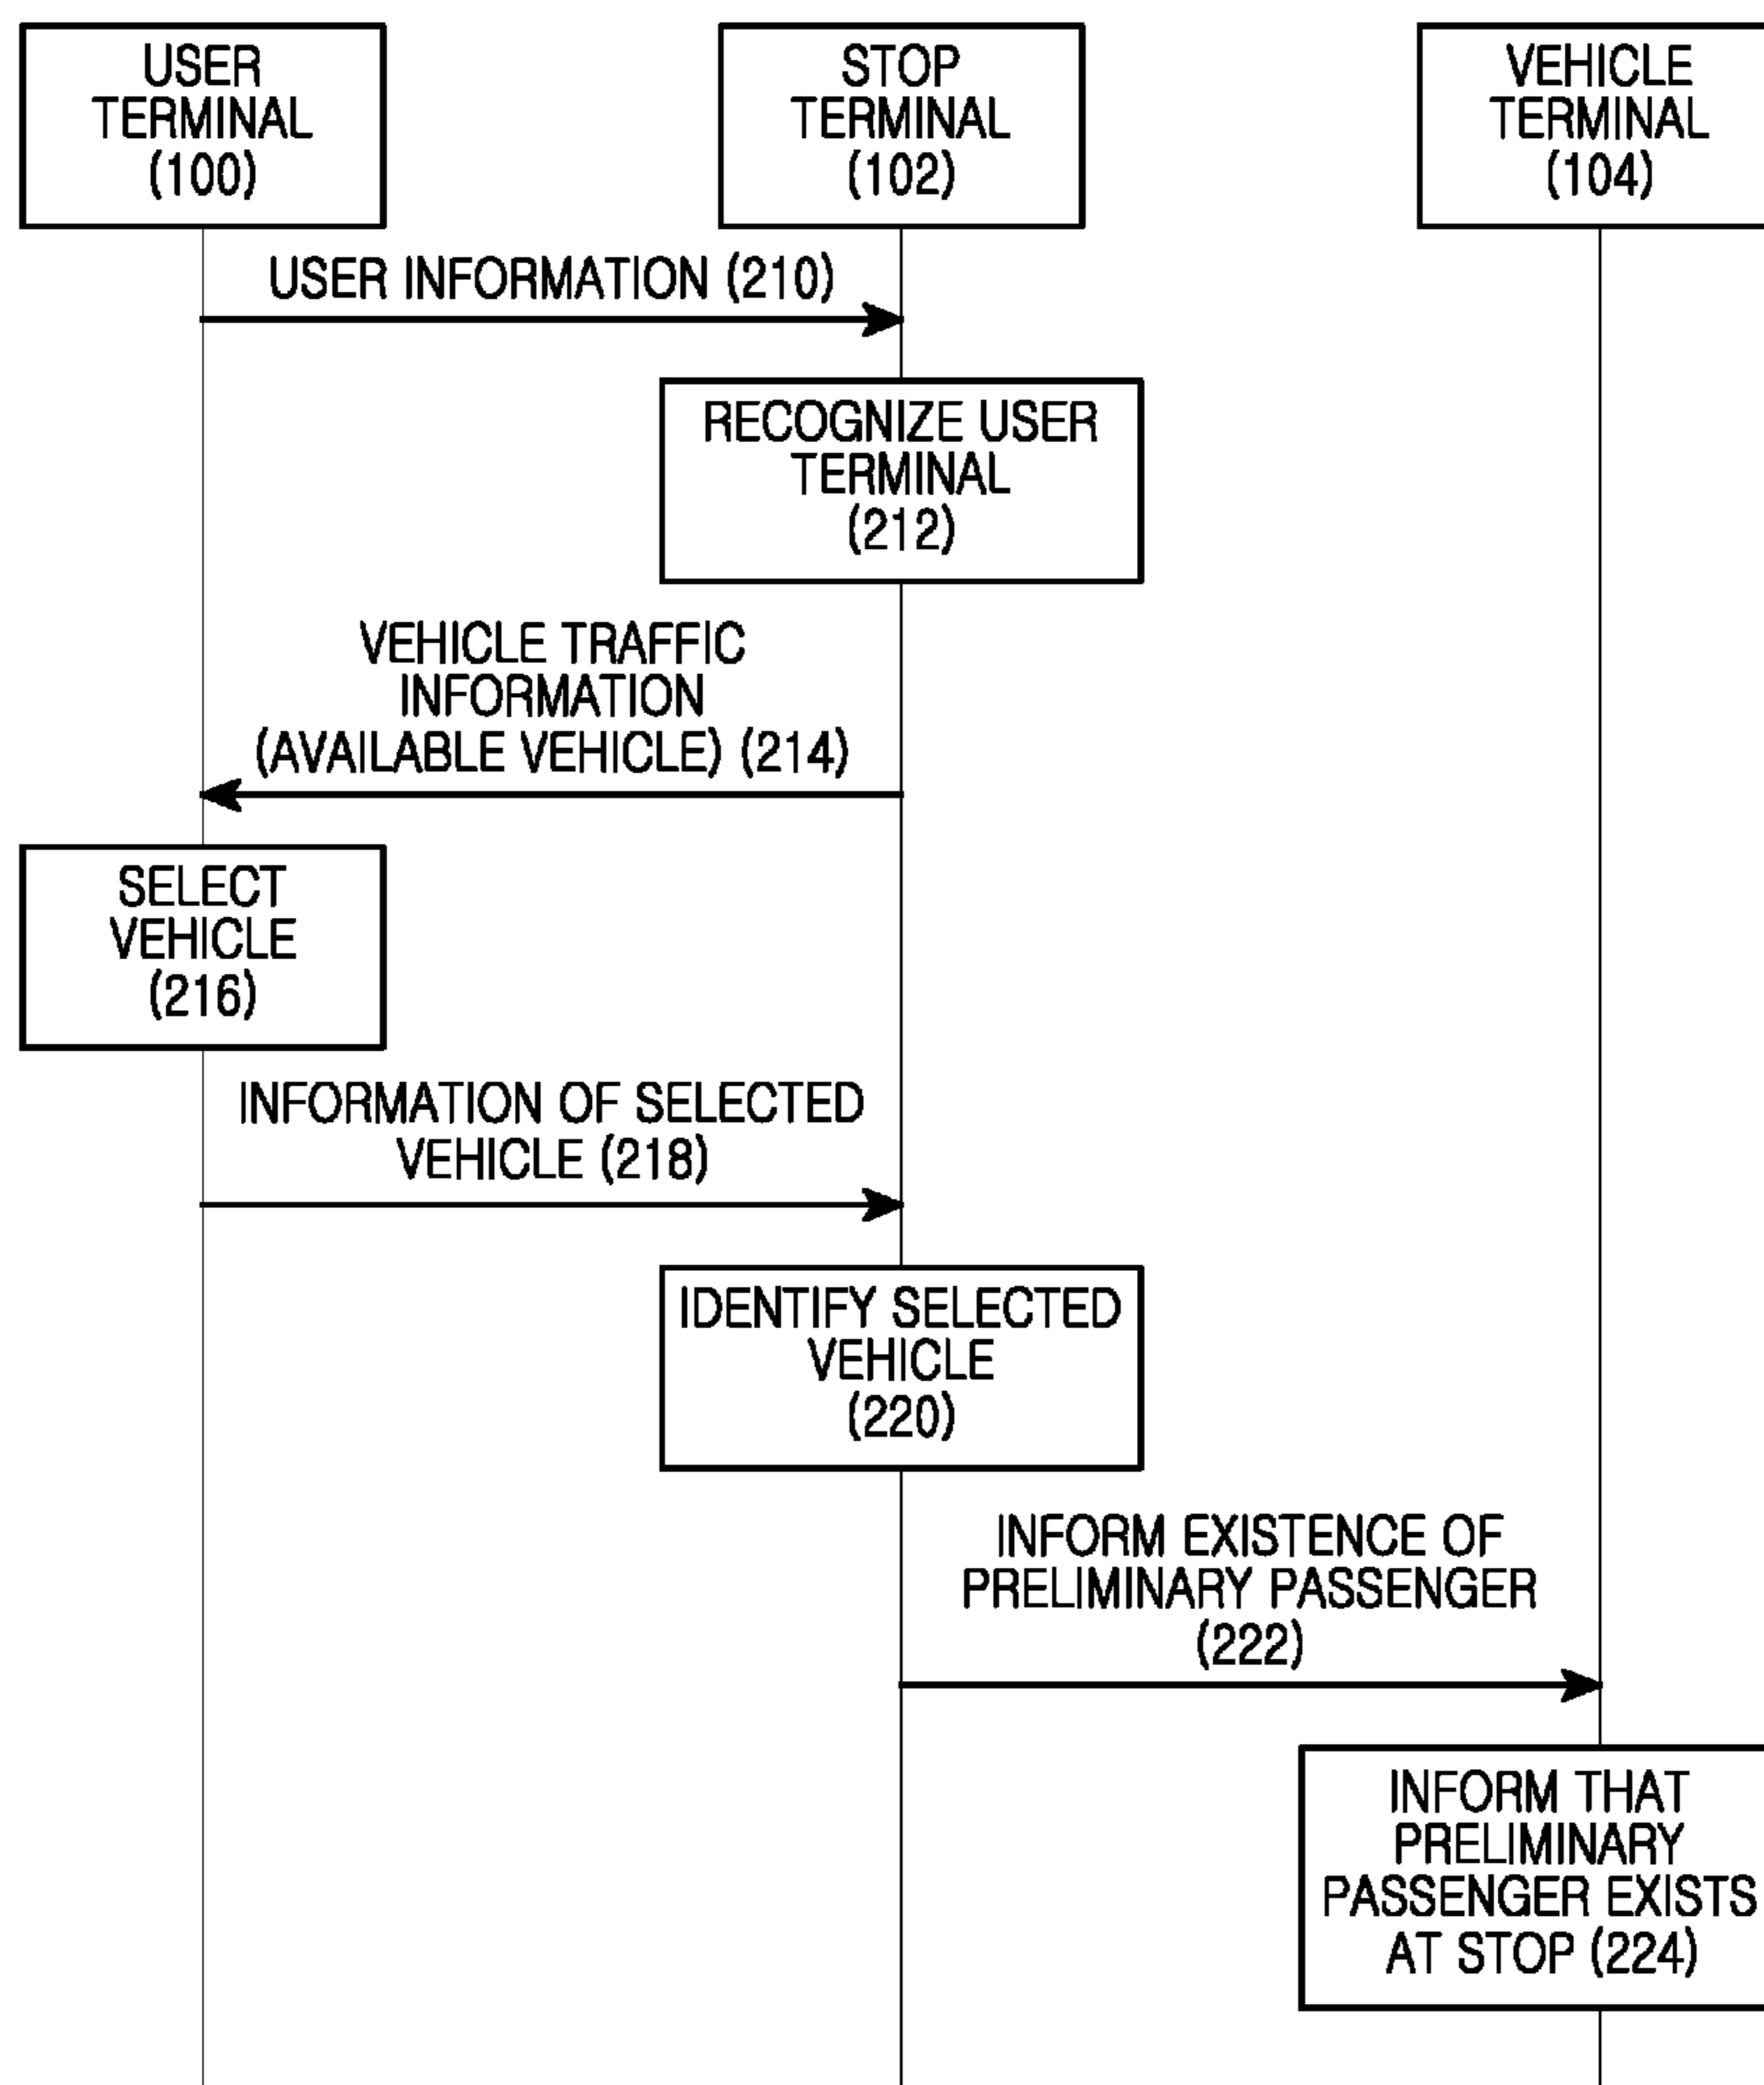 USER
TERMINAL
(100)
STOP
TERMINAL
(102)
VEHICLE
TERMINAL
(104)
USER INFORMATION (210)
RECOGNIZE USER
TERMINAL
(212)
VEHICLE TRAFFIC
INFORMATION
(AVAILABLE VEHICLE) (214)
SELECT
VEHICLE
(216)
INFORMATION OF SELECTED
VEHICLE (218)
IDENTIFY SELECTED
VEHICLE
(220)
INFORM EXISTENCE OF
PRELIMINARY PASSENGER
(222)
INFORM THAT
PRELIMINARY
PASSENGER EXISTS
AT STOP (224)